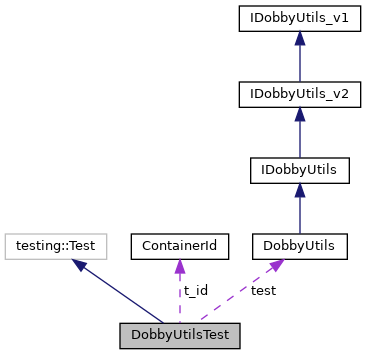 IDobbyUtils_v1
IDobbyUtils_v2
IDobbyUtils
testing::Test
ContainerId
DobbyUtils
t_id
test
DobbyUtilsTest